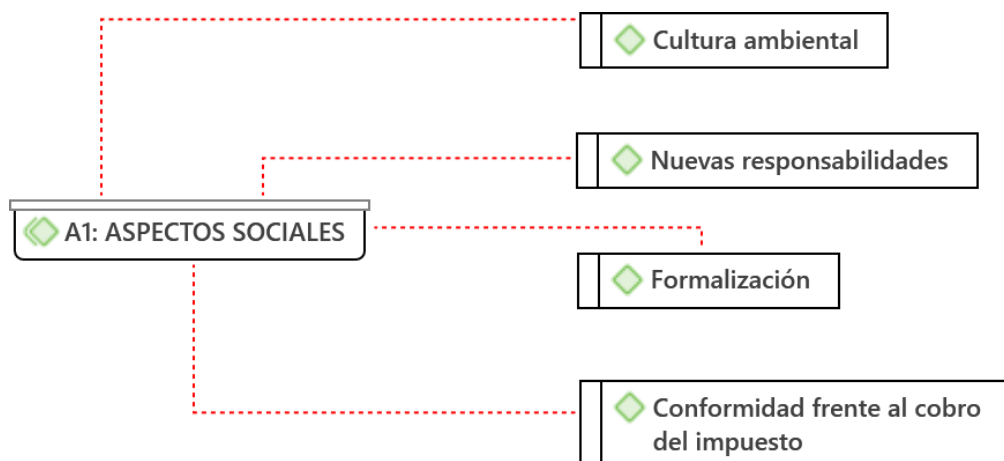 Cultura ambiental
Nuevas responsabilidades
A1: ASPECTOS SOCIALES
Formalización
Conformidad frente al cobro
del impuesto